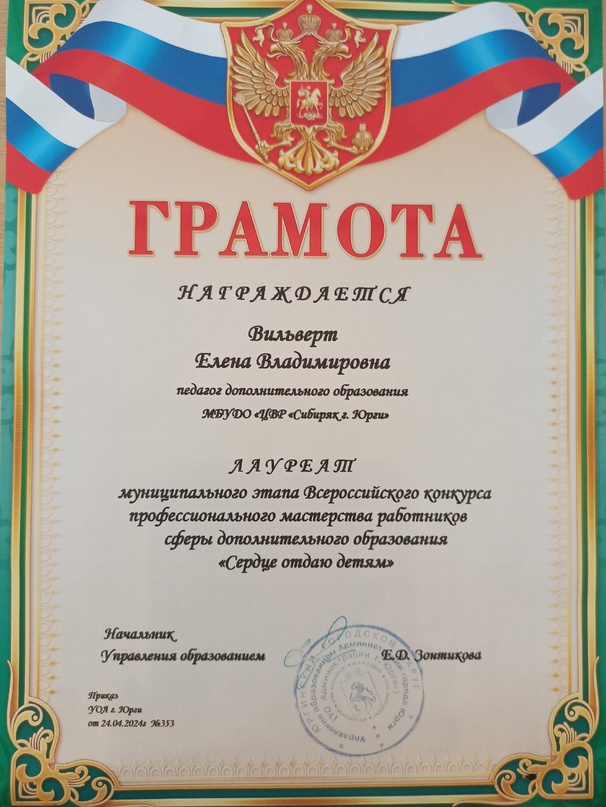 ГРАМОТА
НАГРАЖДАЕТСЯ
Вильверт
Елена Владимировна
педагог дополнительного образования
МБУДО «ЦВР «Сибиряк г. Юрги»
ЛАУРЕАТ
муниципального этапа Всероссийского конкурса
профессионального мастерства работников
сферы дополнительного образования
«Сердце отдаю детям»
Начальник
Управления образованием
Е.Д. Зонтикова
Приказ
УОА г. Юрги
от 24.04.2024г №353